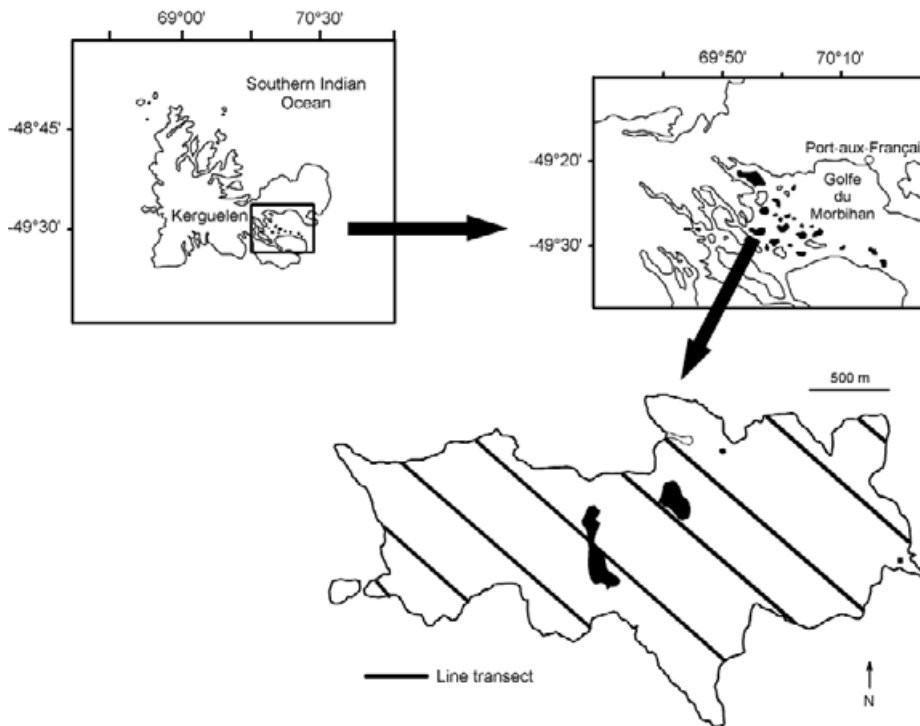 69°00'
70°30'
Southern Indian
Ocean
-48°45'
Kerguelen
-49°30'
69°50'
70°10'
Port-aux-Françai
-49°20'
Golfe
du
Morbihan
-49°30'
500 m
Line transect
N